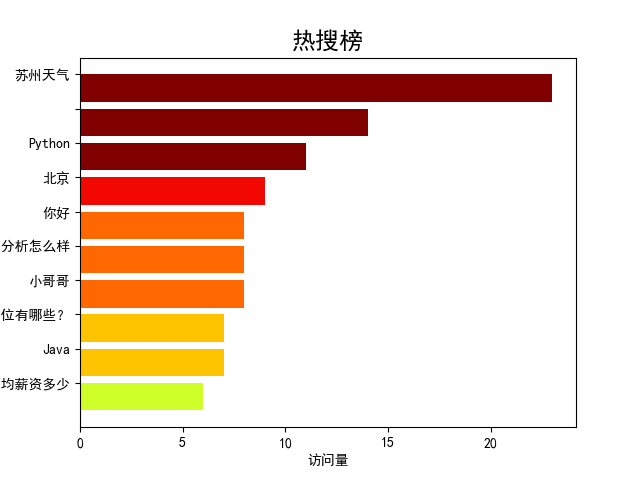 热搜榜
苏州天气
Python
北京
你好
分析怎么样
小哥哥
位有哪些？
Java
均薪资多少
0 5 10 15 20
访问量